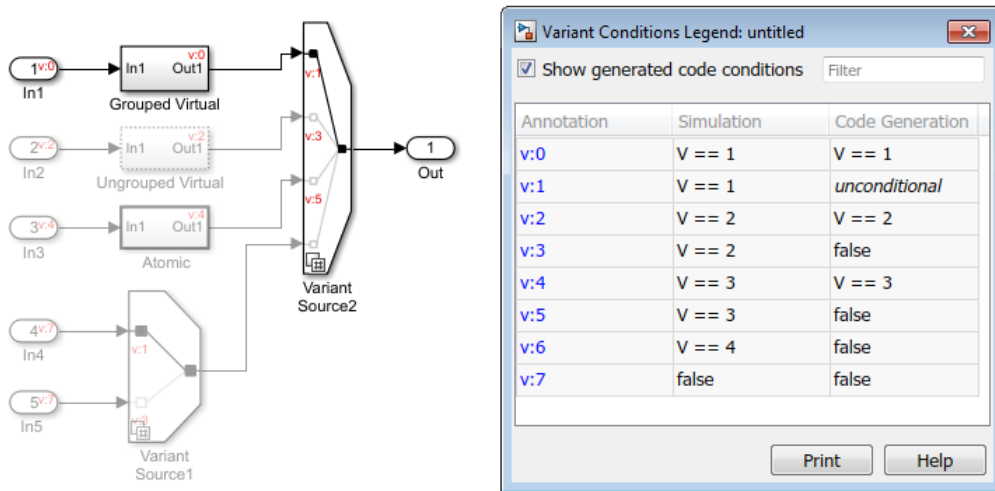 1 v:0
In1
In1 v:0 Out1
Grouped Virtual
v:1
2 v:2
In2
In1 v:2 Out1
Ungrouped Virtual
v:3
3 v:4
In3
In1 v:4 Out1
Atomic
v:5
1
Out
Variant
Source2
4 v:7
In4
v:1
5 v:7
In5
v:3
Variant
Source1
Variant Conditions Legend: untitled
Show generated code conditions Filter
Annotation Simulation Code Generation
v:0 V == 1 V == 1
v:1 V == 1 unconditional
v:2 V == 2 V == 2
v:3 V == 2 false
v:4 V == 3 V == 3
v:5 V == 3 false
v:6 V == 4 false
v:7 false false
Print Help